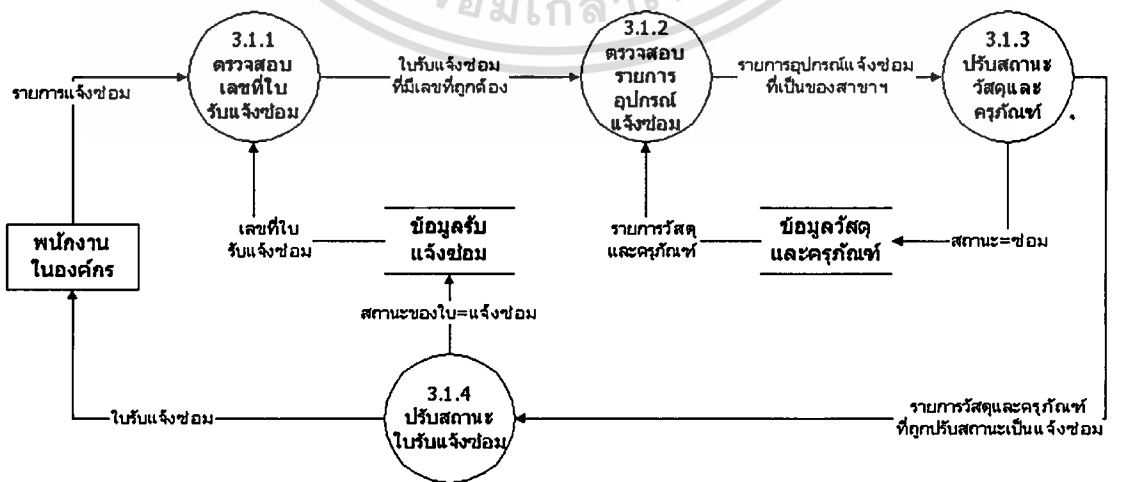 3.1.1
ตรวจสอบ
เลขที่ใบ
รับแจ้งซ่อม
ใบรับแจ้งซ่อม
ที่มีเลขที่ถูกต้อง
3.1.2
ตรวจสอบ
รายการ
อุปกรณ์
แจ้งซ่อม
รายการอุปกรณ์แจ้งซ่อม
ที่เป็นของสาขาฯ
3.1.3
ปรับสถานะ
วัสดุและ
ครุภัณฑ์
รายการแจ้งซ่อม
พนักงาน
ในองค์กร
เลขที่ใบ
รับแจ้งซ่อม
ข้อมูลรับ
แจ้งซ่อม
รายการวัสดุ
และครุภัณฑ์
ข้อมูลวัสดุ
และครุภัณฑ์
สถานะ=ซ่อม
สถานะของใบ=แจ้งซ่อม
ใบรับแจ้งซ่อม
3.1.4
ปรับสถานะ
ใบรับแจ้งซ่อม
รายการวัสดุและครุภัณฑ์
ที่ถูกปรับสถานะเป็นแจ้งซ่อม